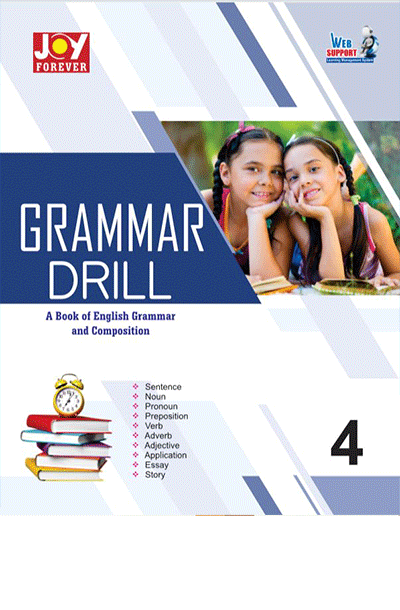 JOY
FOREVER
WEB
SUPPORT
Learning Management System
GRAMMAR
DRILL
A Book of English Grammar
and Composition
❖ Sentence
❖ Noun
❖ Pronoun
❖ Preposition
❖ Verb
❖ Adverb
❖ Adjective
❖ Application
❖ Essay
❖ Story
4